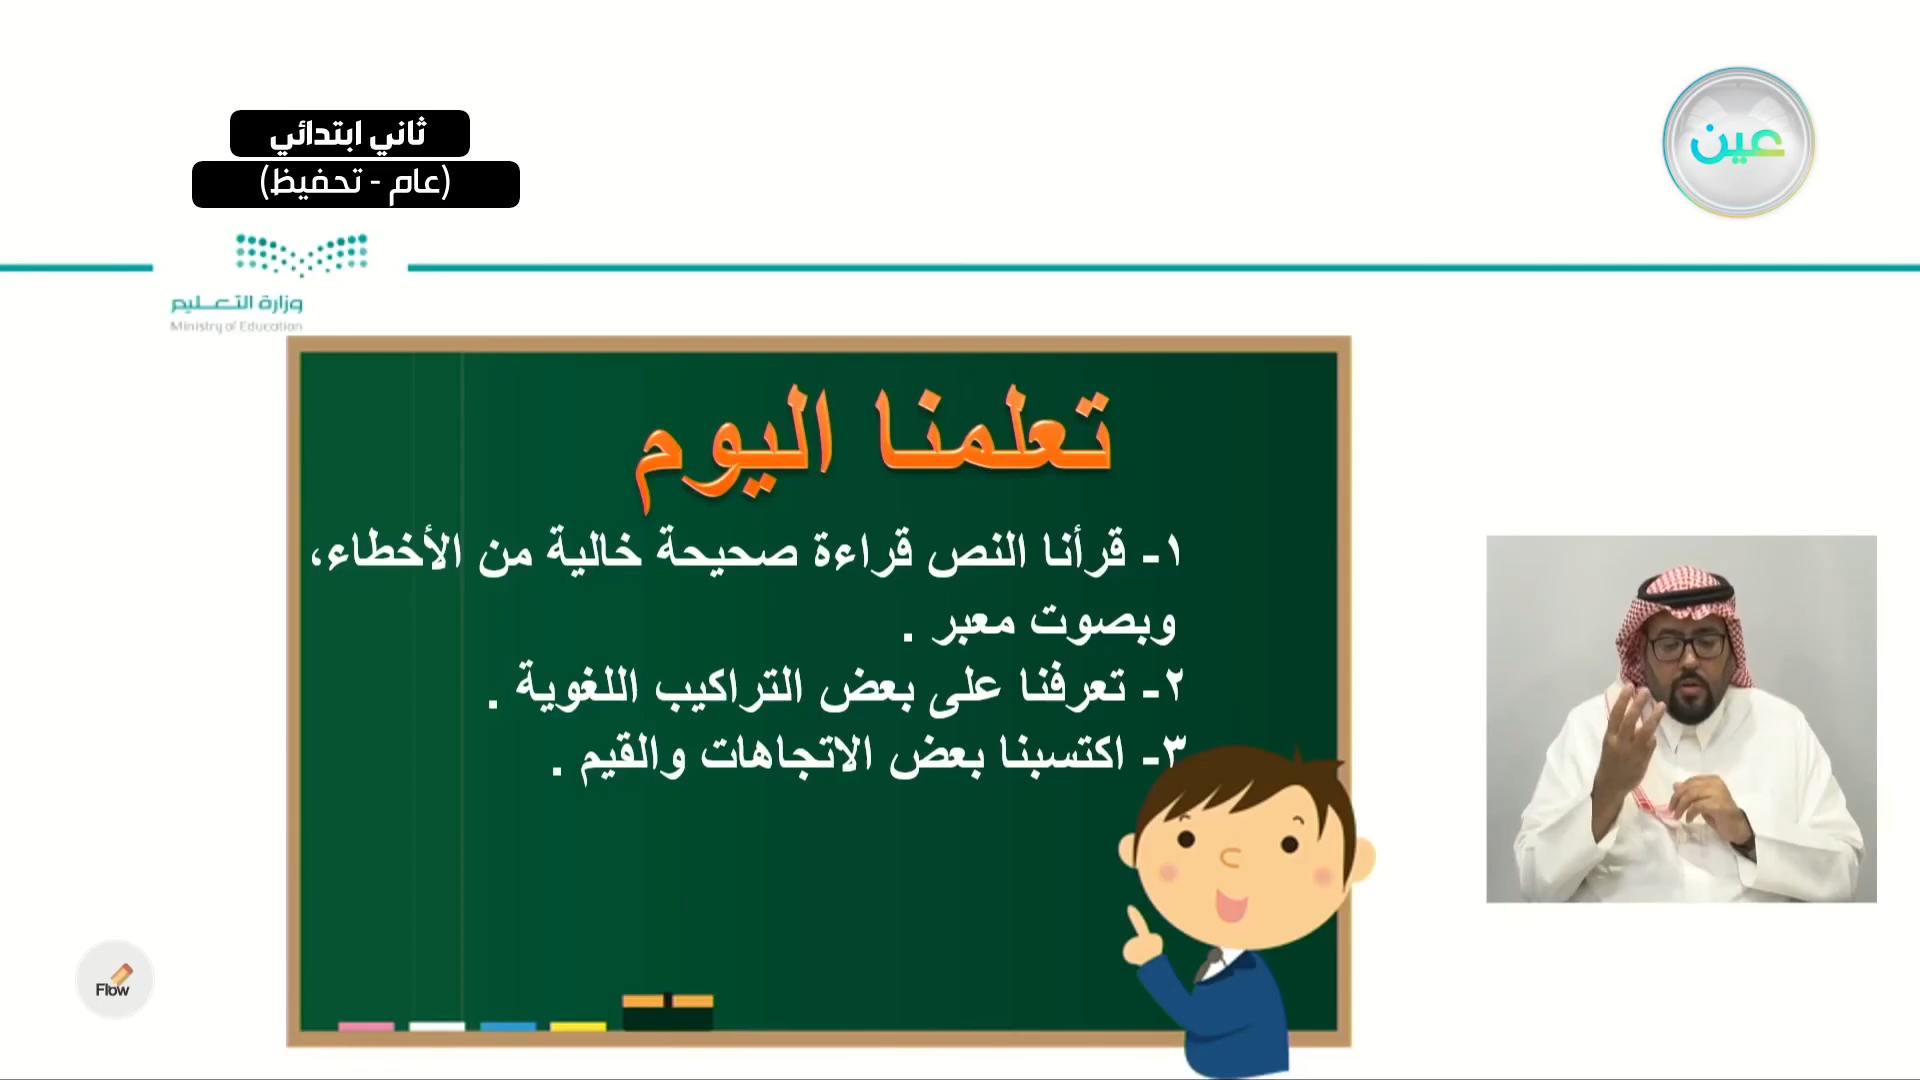 ثاني ابتدائي
(عام - تحفيظ)
عين
وزارة التعليم
Ministry of Education
تعلمنا اليوم
١- قرأنا النص قراءة صحيحة خالية من الأخطاء،
وبصوت معبر .
٢- تعرفنا على بعض التراكيب اللغوية .
٣- اكتسبنا بعض الاتجاهات والقيم .
Flow